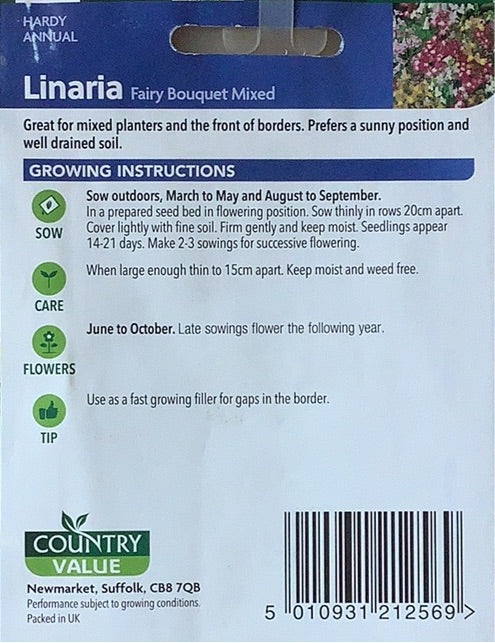 HARDY
ANNUAL
Linaria Fairy Bouquet Mixed
Great for mixed planters and the front of borders. Prefers a sunny position and
well drained soil.
GROWING INSTRUCTIONS
Sow outdoors, March to May and August to September.
In a prepared seed bed in flowering position. Sow thinly in rows 20cm apart.
Cover lightly with fine soil. Firm gently and keep moist. Seedlings appear
14-21 days. Make 2-3 sowings for successive flowering.
SOW
When large enough thin to 15cm apart. Keep moist and weed free.
CARE
June to October. Late sowings flower the following year.
FLOWERS
Use as a fast growing filler for gaps in the border.
TIP
COUNTRY
VALUE
Newmarket, Suffolk, CB8 7QB
Performance subject to growing conditions.
Packed in UK
5 010931 212569 >